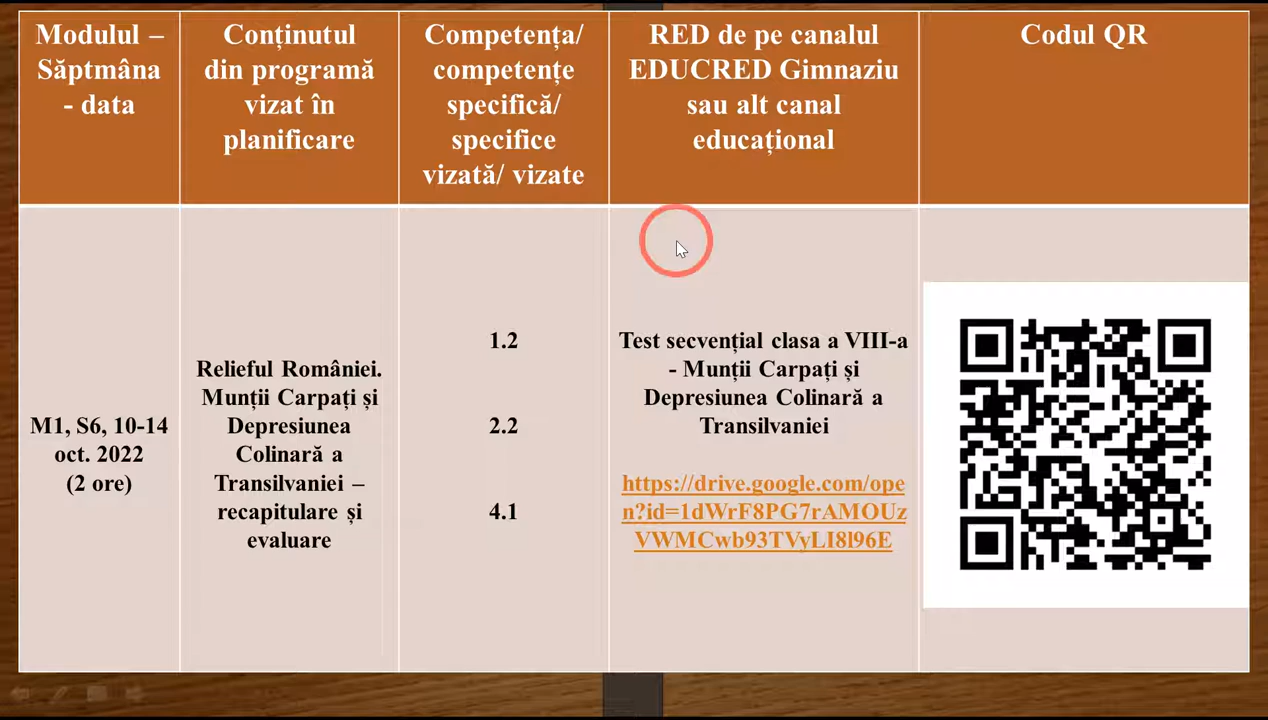 Modulul –
Săptmâna
- data
Conținutul
din programă
vizat în
planificare
Competența/
competențe
specifică/
specifice
vizată/ vizate
RED de pe canalul
EDUCRED Gimnaziu
sau alt canal
educațional
Codul QR
M1, S6, 10-14
oct. 2022
(2 ore)
Relieful României.
Munții Carpați și
Depresiunea
Colinară a
Transilvaniei –
recapitulare și
evaluare
1.2
2.2
4.1
Test secvențial clasa a VIII-a
- Munții Carpați și
Depresiunea Colinară a
Transilvaniei
https://drive.google.com/ope
n?id=1dWrF8PG7rAMOUz
VWMCwb93TVyLI8l96E